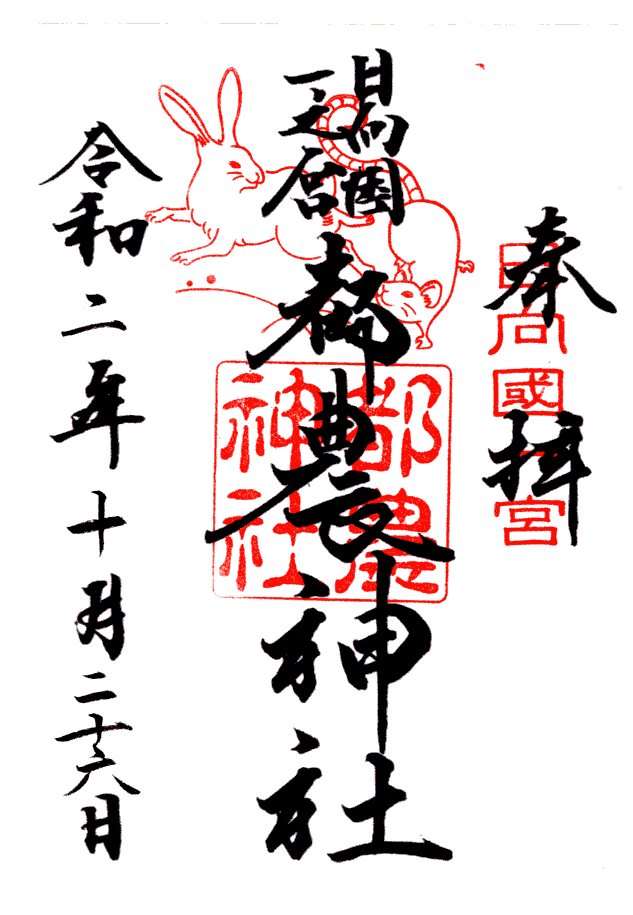 奉拝
日向國一宮
日向國
一之宮
都農神社
都農
神社
令和二年十月二十六日